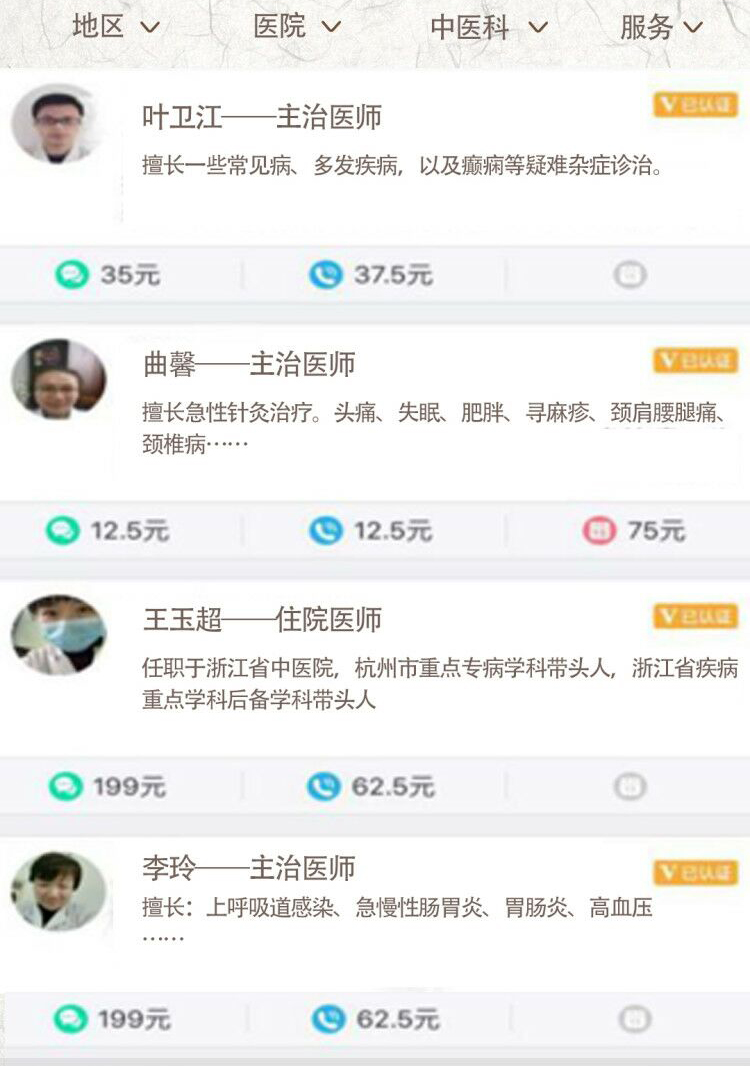 地区 医院 中医科 服务
叶卫江——主治医师
V已认证
擅长一些常见病、多发疾病，以及癫痫等疑难杂症诊治。
35元 37.5元
曲馨——主治医师
V已认证
擅长急性针灸治疗。头痛、失眠、肥胖、寻麻疹、颈肩腰腿痛、
颈椎病……
12.5元 12.5元 75元
王玉超——住院医师
V已认证
任职于浙江省中医院，杭州市重点专病学科带头人，浙江省疾病
重点学科后备学科带头人
199元 62.5元
李玲——主治医师
V已认证
擅长：上呼吸道感染、急慢性肠胃炎、胃肠炎、高血压
……
199元 62.5元